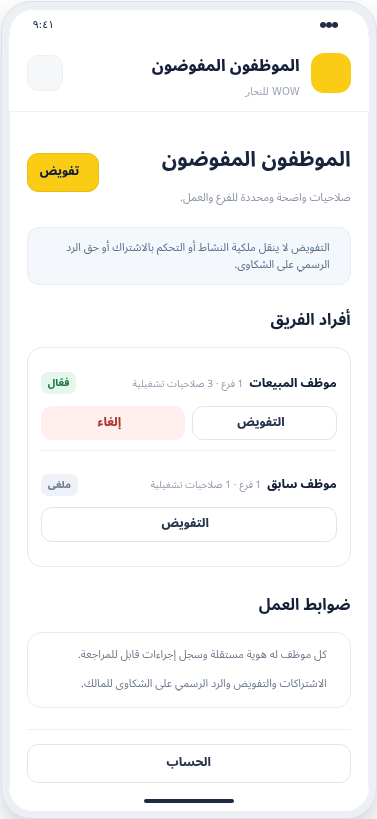 ٩:٤١
الموظفون المفوضون
WOW للتجار
الموظفون المفوضون
تفويض
صلاحيات واضحة ومحددة للفرع والعمل.
التفويض لا ينقل ملكية النشاط أو التحكم بالاشتراك أو حق الرد
الرسمي على الشكاوى.
أفراد الفريق
موظف المبيعات 1 فرع · 3 صلاحيات تشغيلية فعّال
التفويض إلغاء
موظف سابق 1 فرع · 1 صلاحيات تشغيلية ملغى
التفويض
ضوابط العمل
كل موظف له هوية مستقلة وسجل إجراءات قابل للمراجعة.
الاشتراكات والتفويض والرد الرسمي على الشكاوى للمالك.
الحساب